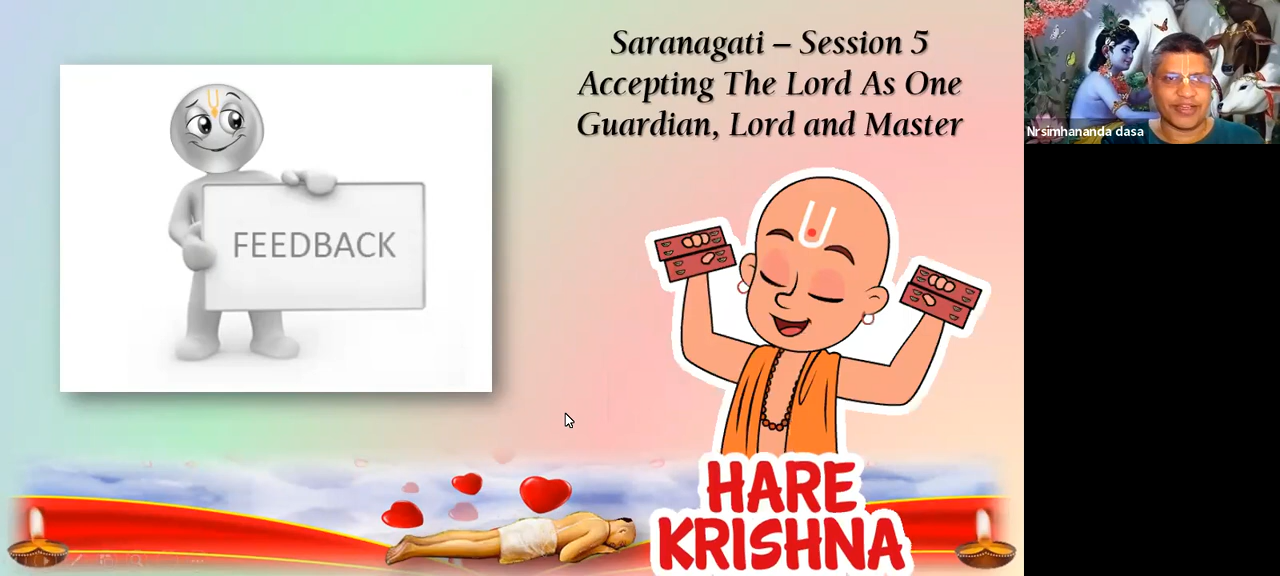 Saranagati – Session 5
Accepting The Lord As One
Guardian, Lord and Master
FEEDBACK
HARE
KRISHNA
Nrsimhananda dasa